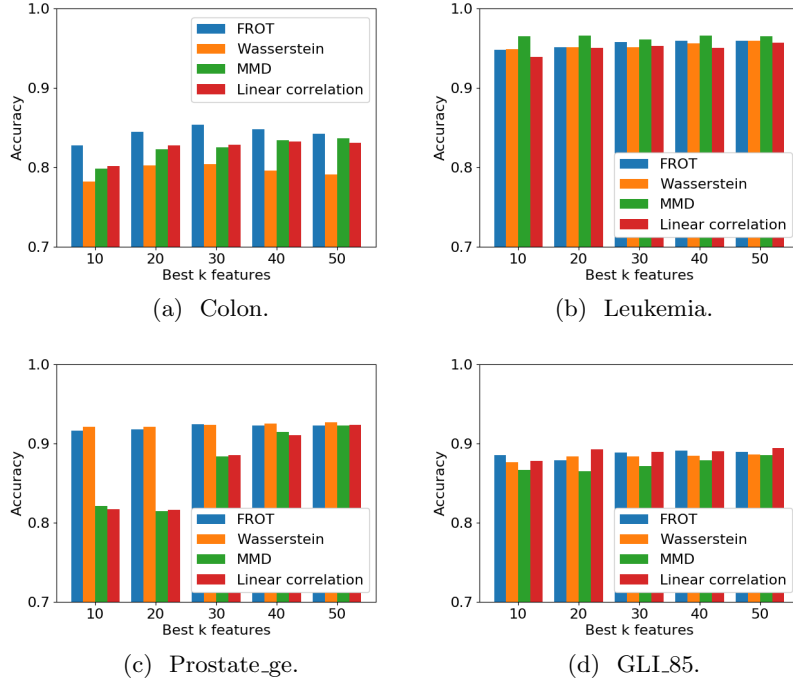 1.0
0.9
0.8
0.7
Accuracy
FROT
Wasserstein
MMD
Linear correlation
10 20 30 40 50
Best k features
(a) Colon.
1.0
0.9
0.8
0.7
Accuracy
FROT
Wasserstein
MMD
Linear correlation
10 20 30 40 50
Best k features
(b) Leukemia.
1.0
0.9
0.8
0.7
Accuracy
FROT
Wasserstein
MMD
Linear correlation
10 20 30 40 50
Best k features
(c) Prostate_ge.
1.0
0.9
0.8
0.7
Accuracy
FROT
Wasserstein
MMD
Linear correlation
10 20 30 40 50
Best k features
(d) GLI_85.